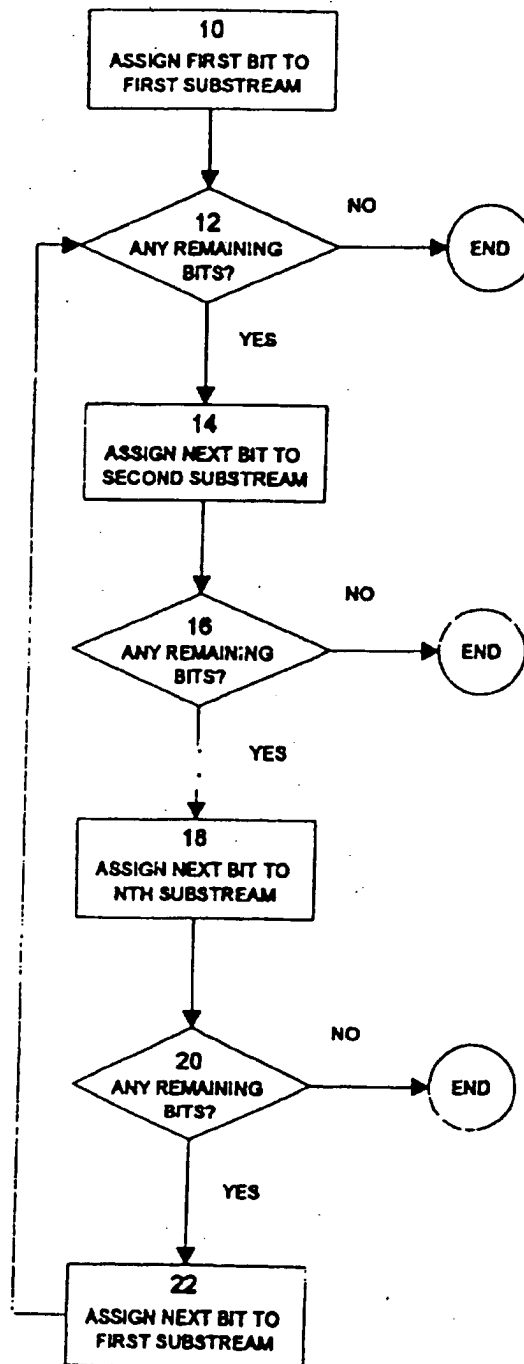 10
ASSIGN FIRST BIT TO
FIRST SUBSTREAM
12
ANY REMAINING
BITS?
NO
END
YES
14
ASSIGN NEXT BIT TO
SECOND SUBSTREAM
16
ANY REMAINING
BITS?
NO
END
YES
18
ASSIGN NEXT BIT TO
NTH SUBSTREAM
20
ANY REMAINING
BITS?
NO
END
YES
22
ASSIGN NEXT BIT TO
FIRST SUBSTREAM